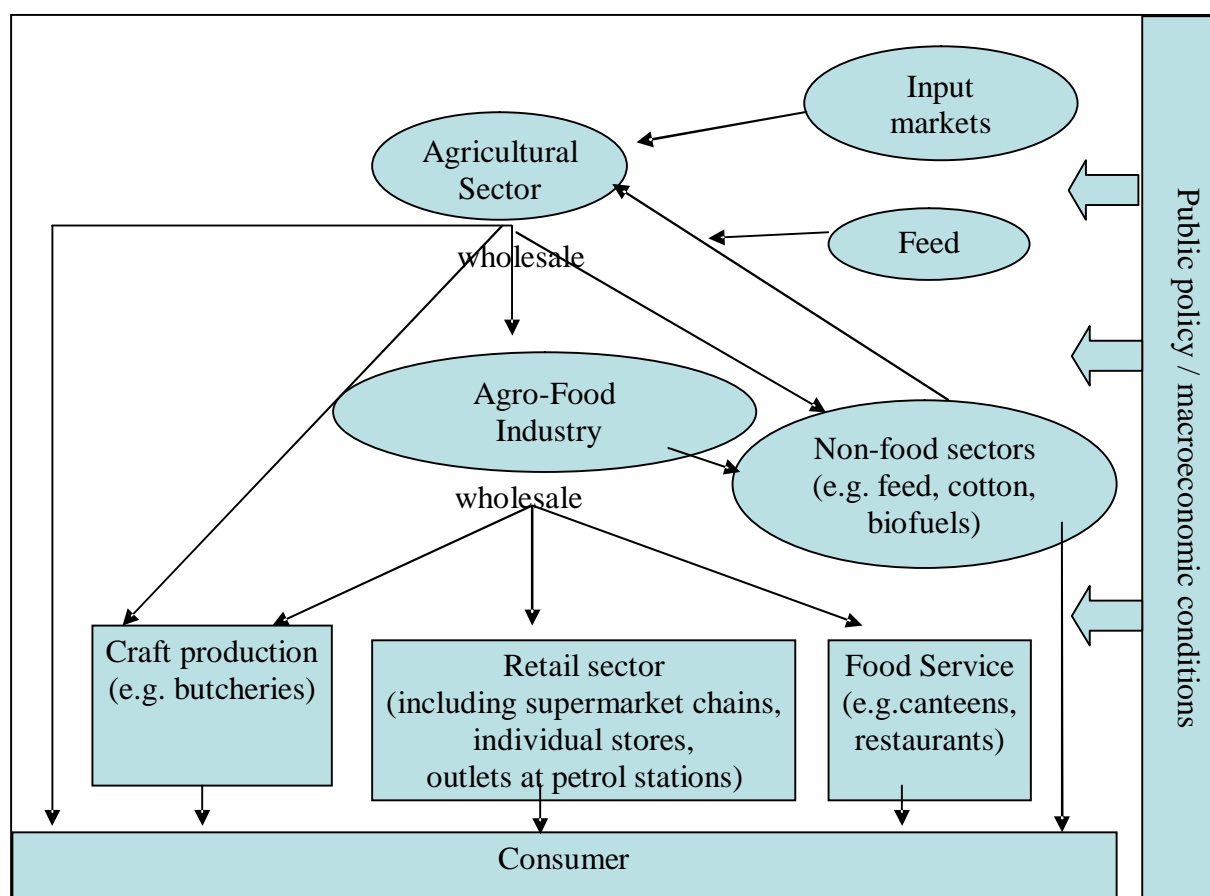 Input
markets
Agricultural
Sector
Feed
wholesale
Agro-Food
Industry
Non-food sectors
(e.g. feed, cotton,
biofuels)
wholesale
Craft production
(e.g. butcheries)
Retail sector
(including supermarket chains,
individual stores,
outlets at petrol stations)
Food Service
(e.g.canteens,
restaurants)
Consumer
Public policy / macroeconomic conditions